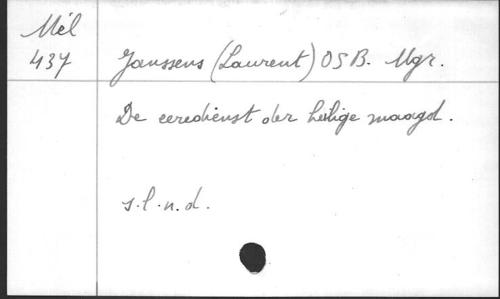 Mél
437
Janssens (Laurent) OSB. Mgr.
De eeredienst der heilige maagd.
s.l.n.d.